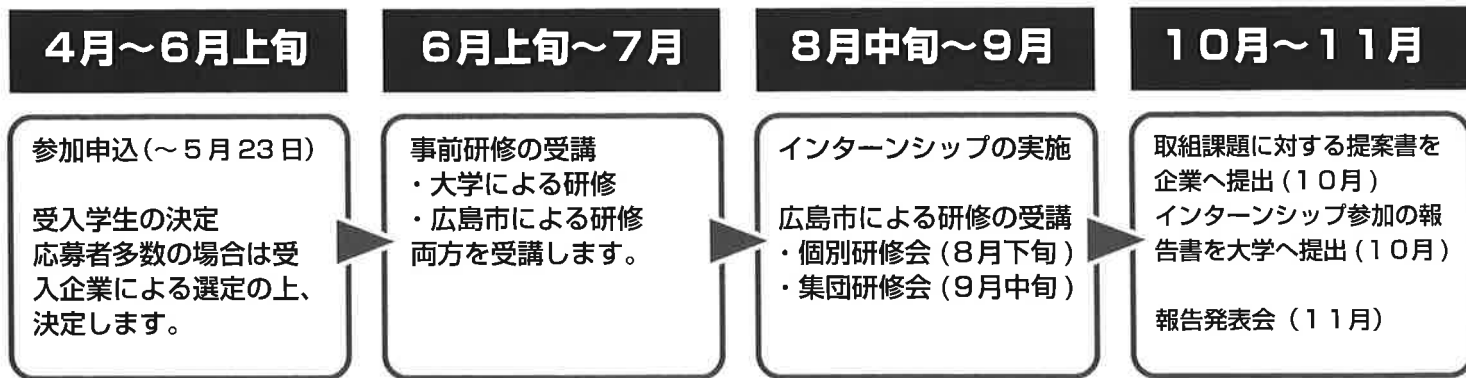 4月～6月上旬
参加申込（～５月23日）
受入学生の決定
応募者多数の場合は受
入企業による選定の上、
決定します。
6月上旬～7月
事前研修の受講
・大学による研修
・広島市による研修
両方を受講します。
8月中旬～9月
インターンシップの実施
広島市による研修の受講
・個別研修会（８月下旬）
・集団研修会（９月中旬）
１０月～１１月
取組課題に対する提案書を
企業へ提出（１０月）
インターンシップ参加の報
告書を大学へ提出（１０月）
報告発表会（１１月）